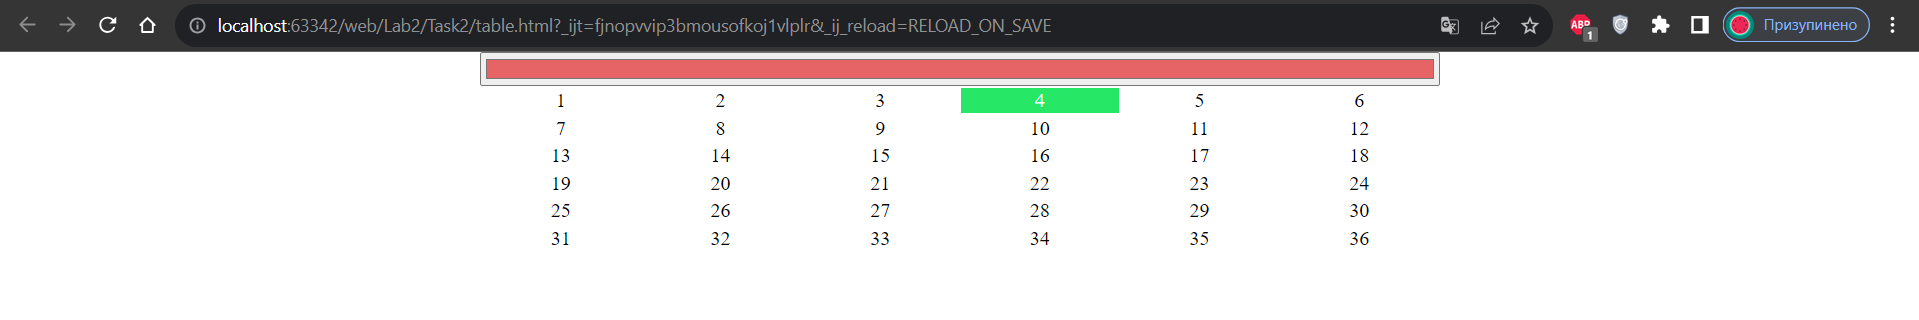 localhost:63342/web/Lab2/Task2/table.html?_ijt=fjnopvvip3bmousofkoj1vlplr&_ij_reload=RELOAD_ON_SAVE ABP 1 Призупинено
1 2 3 4 5 6
7 8 9 10 11 12
13 14 15 16 17 18
19 20 21 22 23 24
25 26 27 28 29 30
31 32 33 34 35 36